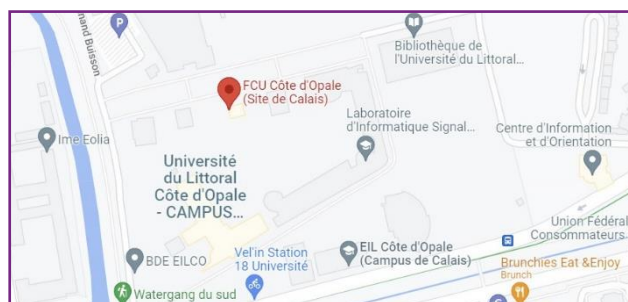 P
nand Buisson
Bibliothèque de
l'Université du Littoral...
FCU Côte d'Opale
(Site de Calais)
Laboratoire
d'Informatique Signal...
Centre d'Information
et d'Orientation
Ime Eolia
Université
du Littoral
Côte d'Opale
- CAMPUS...
Union Fédéral
Consommateurs...
EIL Côte d'Opale
(Campus de Calais)
BDE EILCO
Vel'in Station
18 Université
Brunchies Eat &Enjoy
Brunch
Watergang du sud